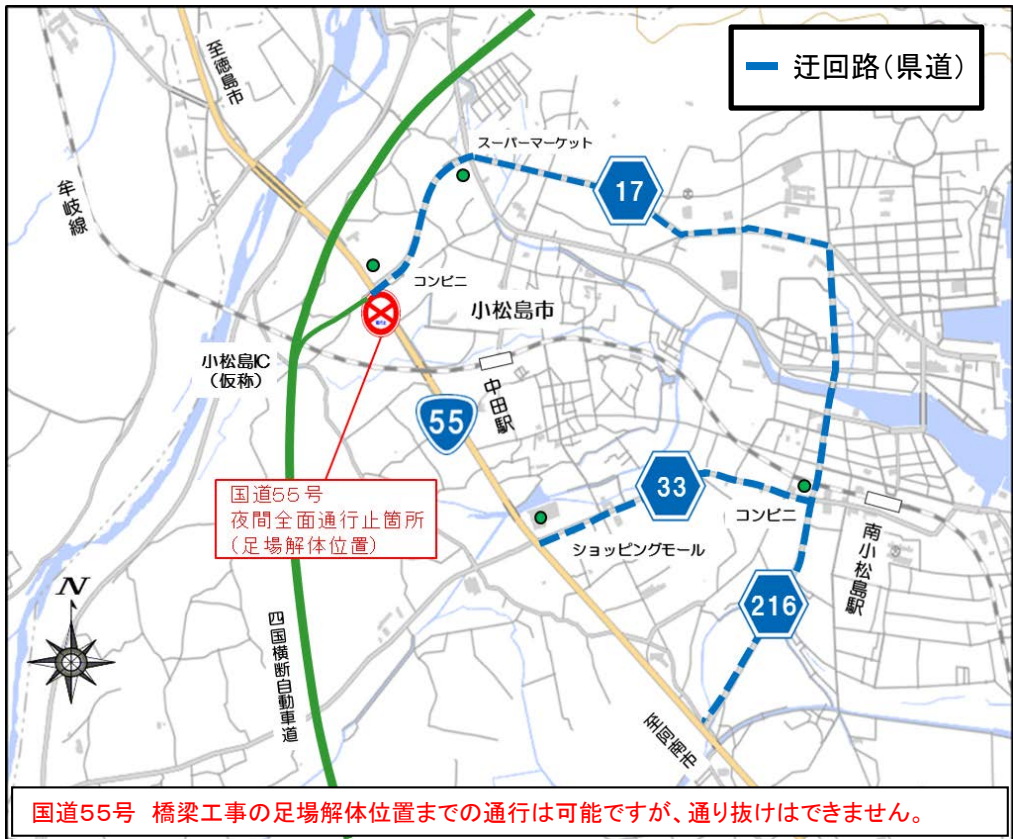 迂回路(県道)
至徳島市
スーパーマーケット
17
牟岐線
コンビニ
小松島市
小松島IC
(仮称)
中田駅
55
国道55号
夜間全面通行止箇所
(足場解体位置)
33
コンビニ
ショッピングモール
南小松島駅
216
N
四国横断自動車道
至阿南市
国道55号 橋梁工事の足場解体位置までの通行は可能ですが、通り抜けはできません。